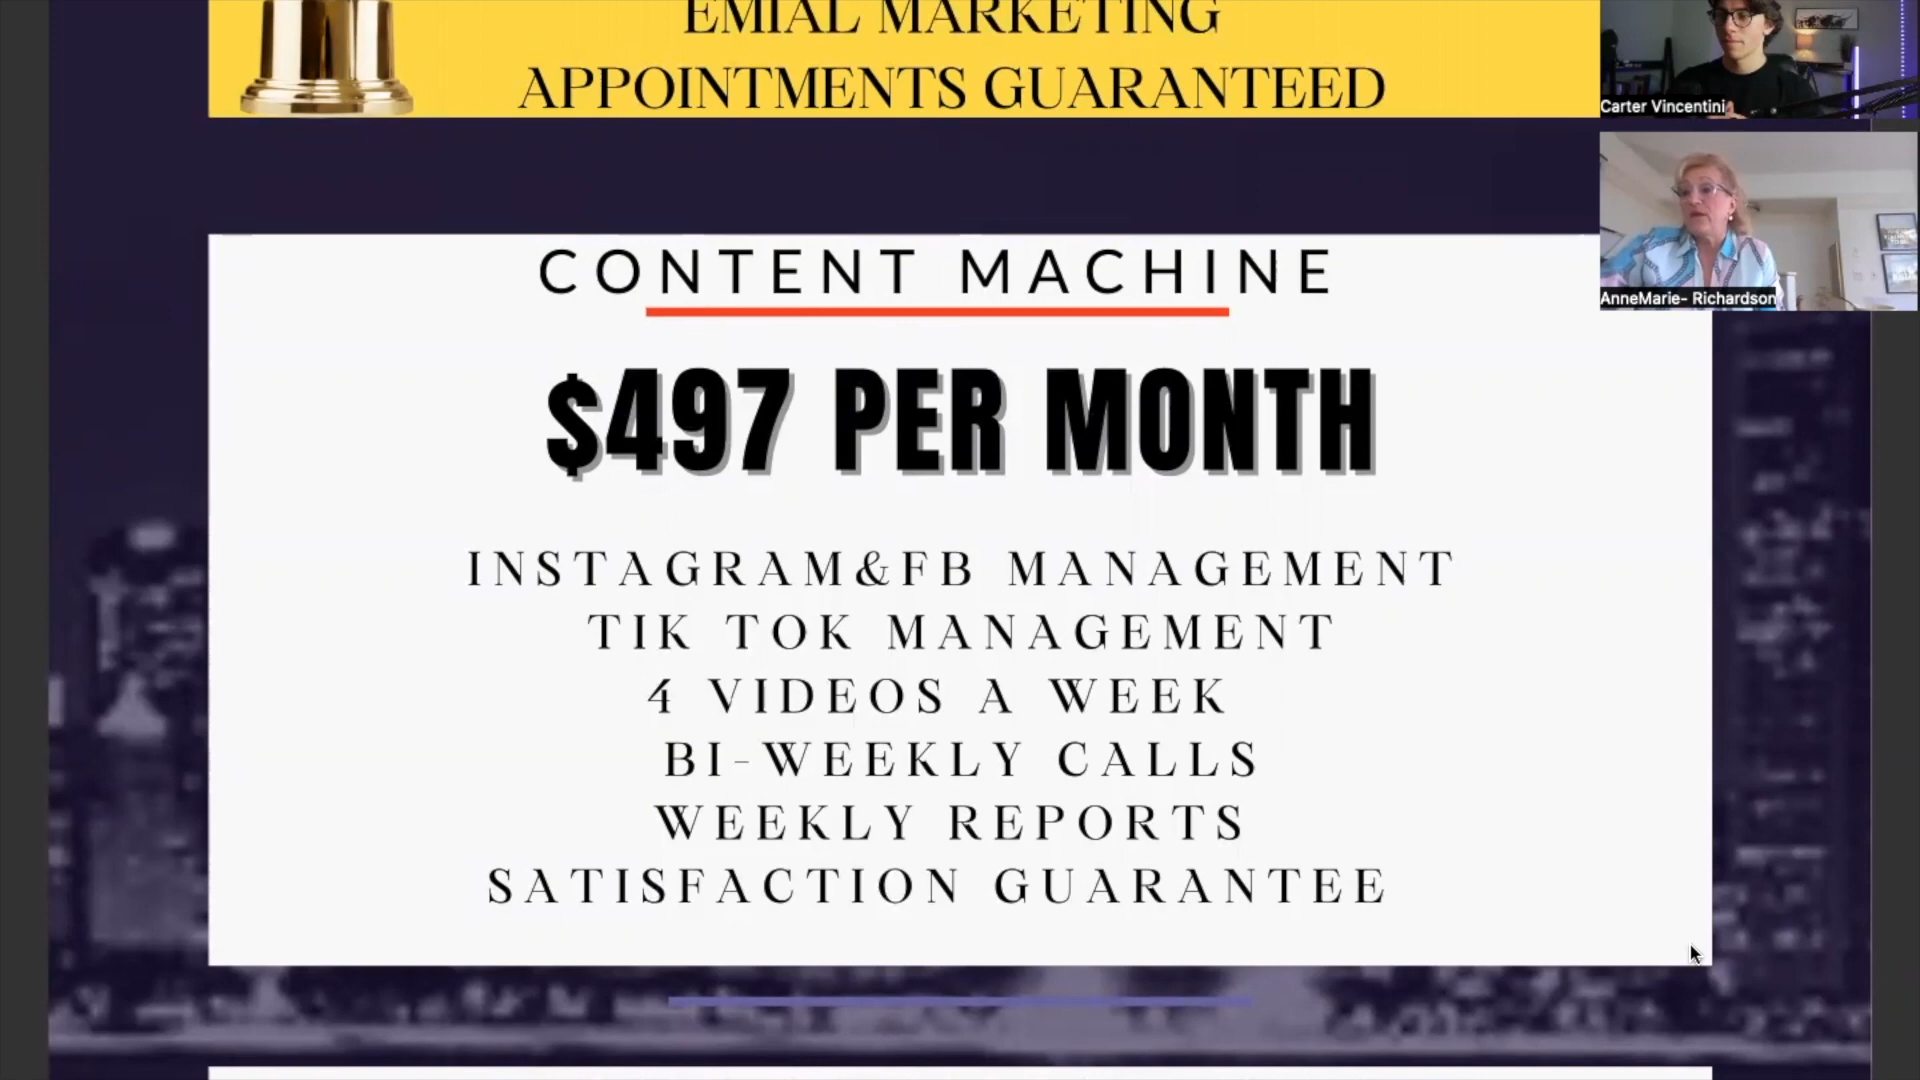 EMIAL MARKETING
APPOINTMENTS GUARANTEED
Carter Vincentini
AnneMarie- Richardson
CONTENT MACHINE
$497 PER MONTH
INSTAGRAM&FB MANAGEMENT
TIK TOK MANAGEMENT
4 VIDEOS A WEEK
BI-WEEKLY CALLS
WEEKLY REPORTS
SATISFACTION GUARANTEE